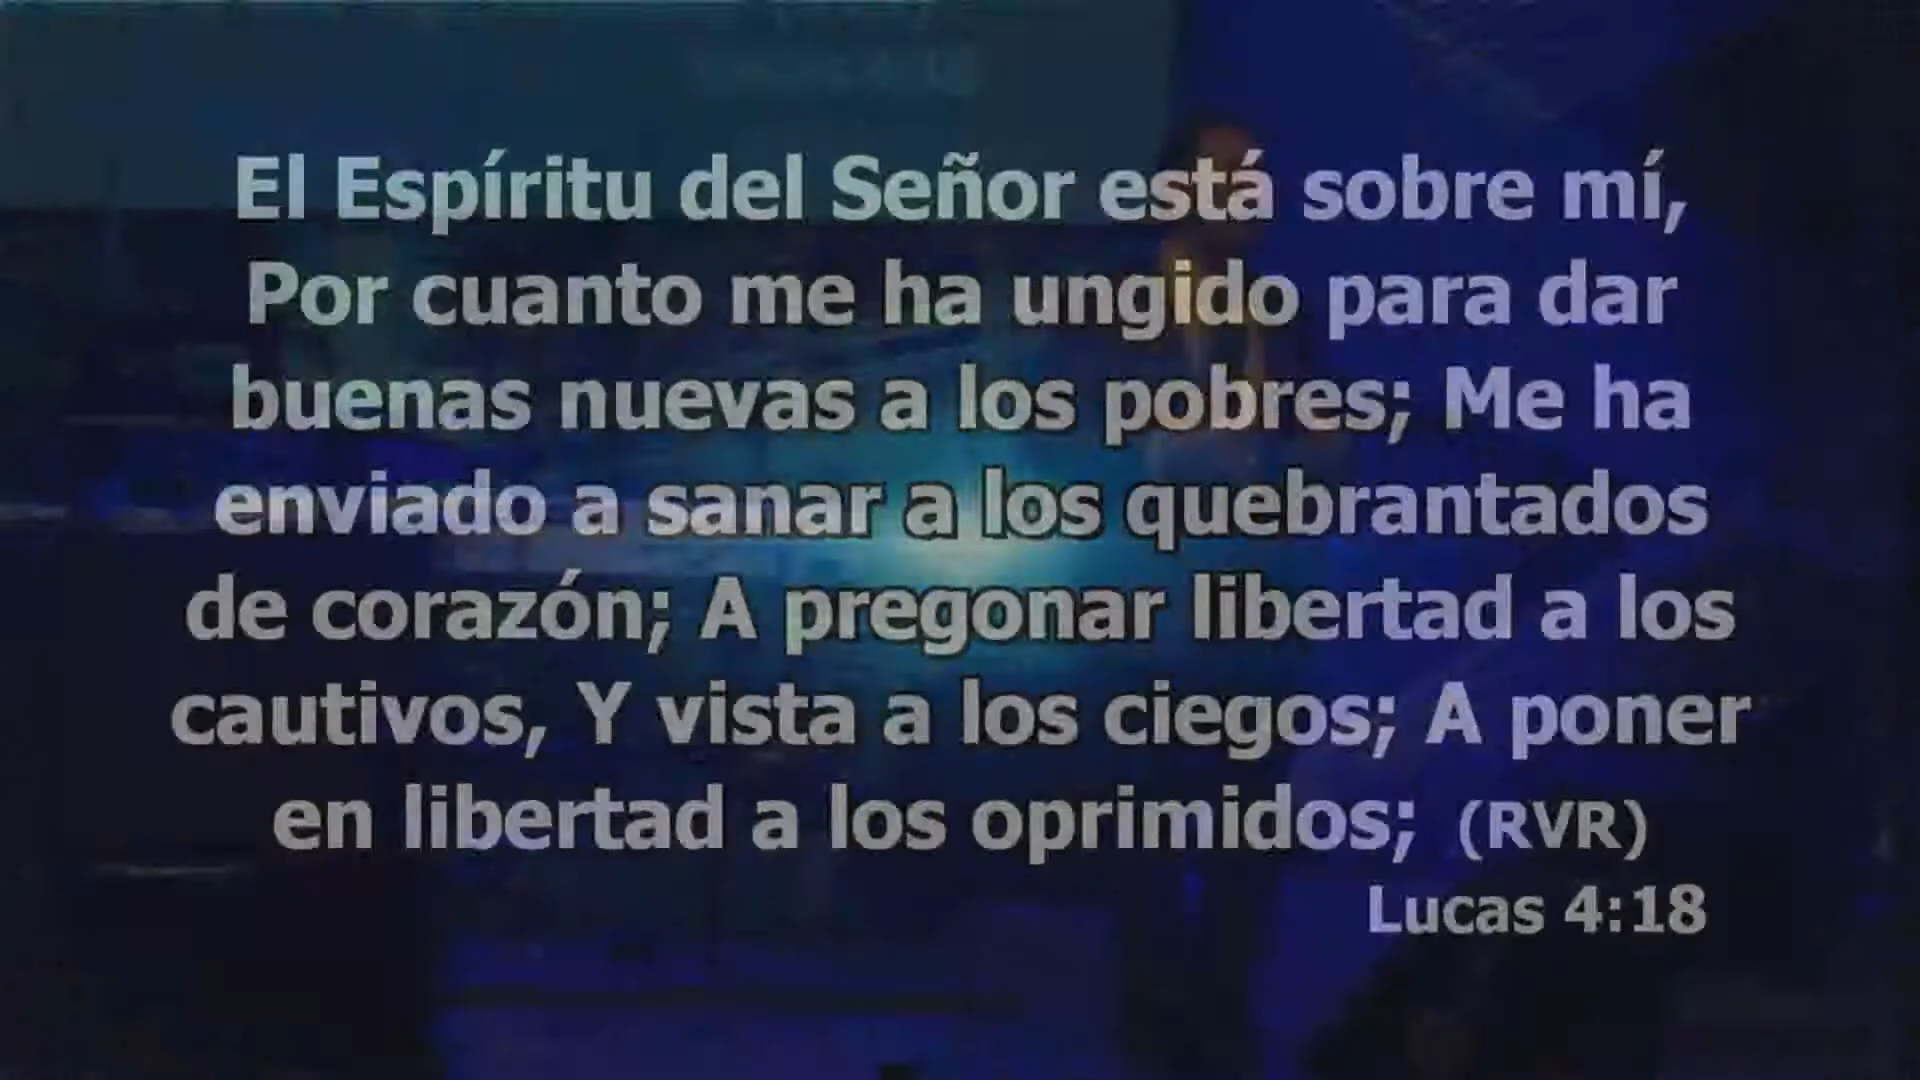 El Espíritu del Señor está sobre mí,
Por cuanto me ha ungido para dar
buenas nuevas a los pobres; Me ha
enviado a sanar a los quebrantados
de corazón; A pregonar libertad a los
cautivos, Y vista a los ciegos; A poner
en libertad a los oprimidos; (RVR)
Lucas 4:18